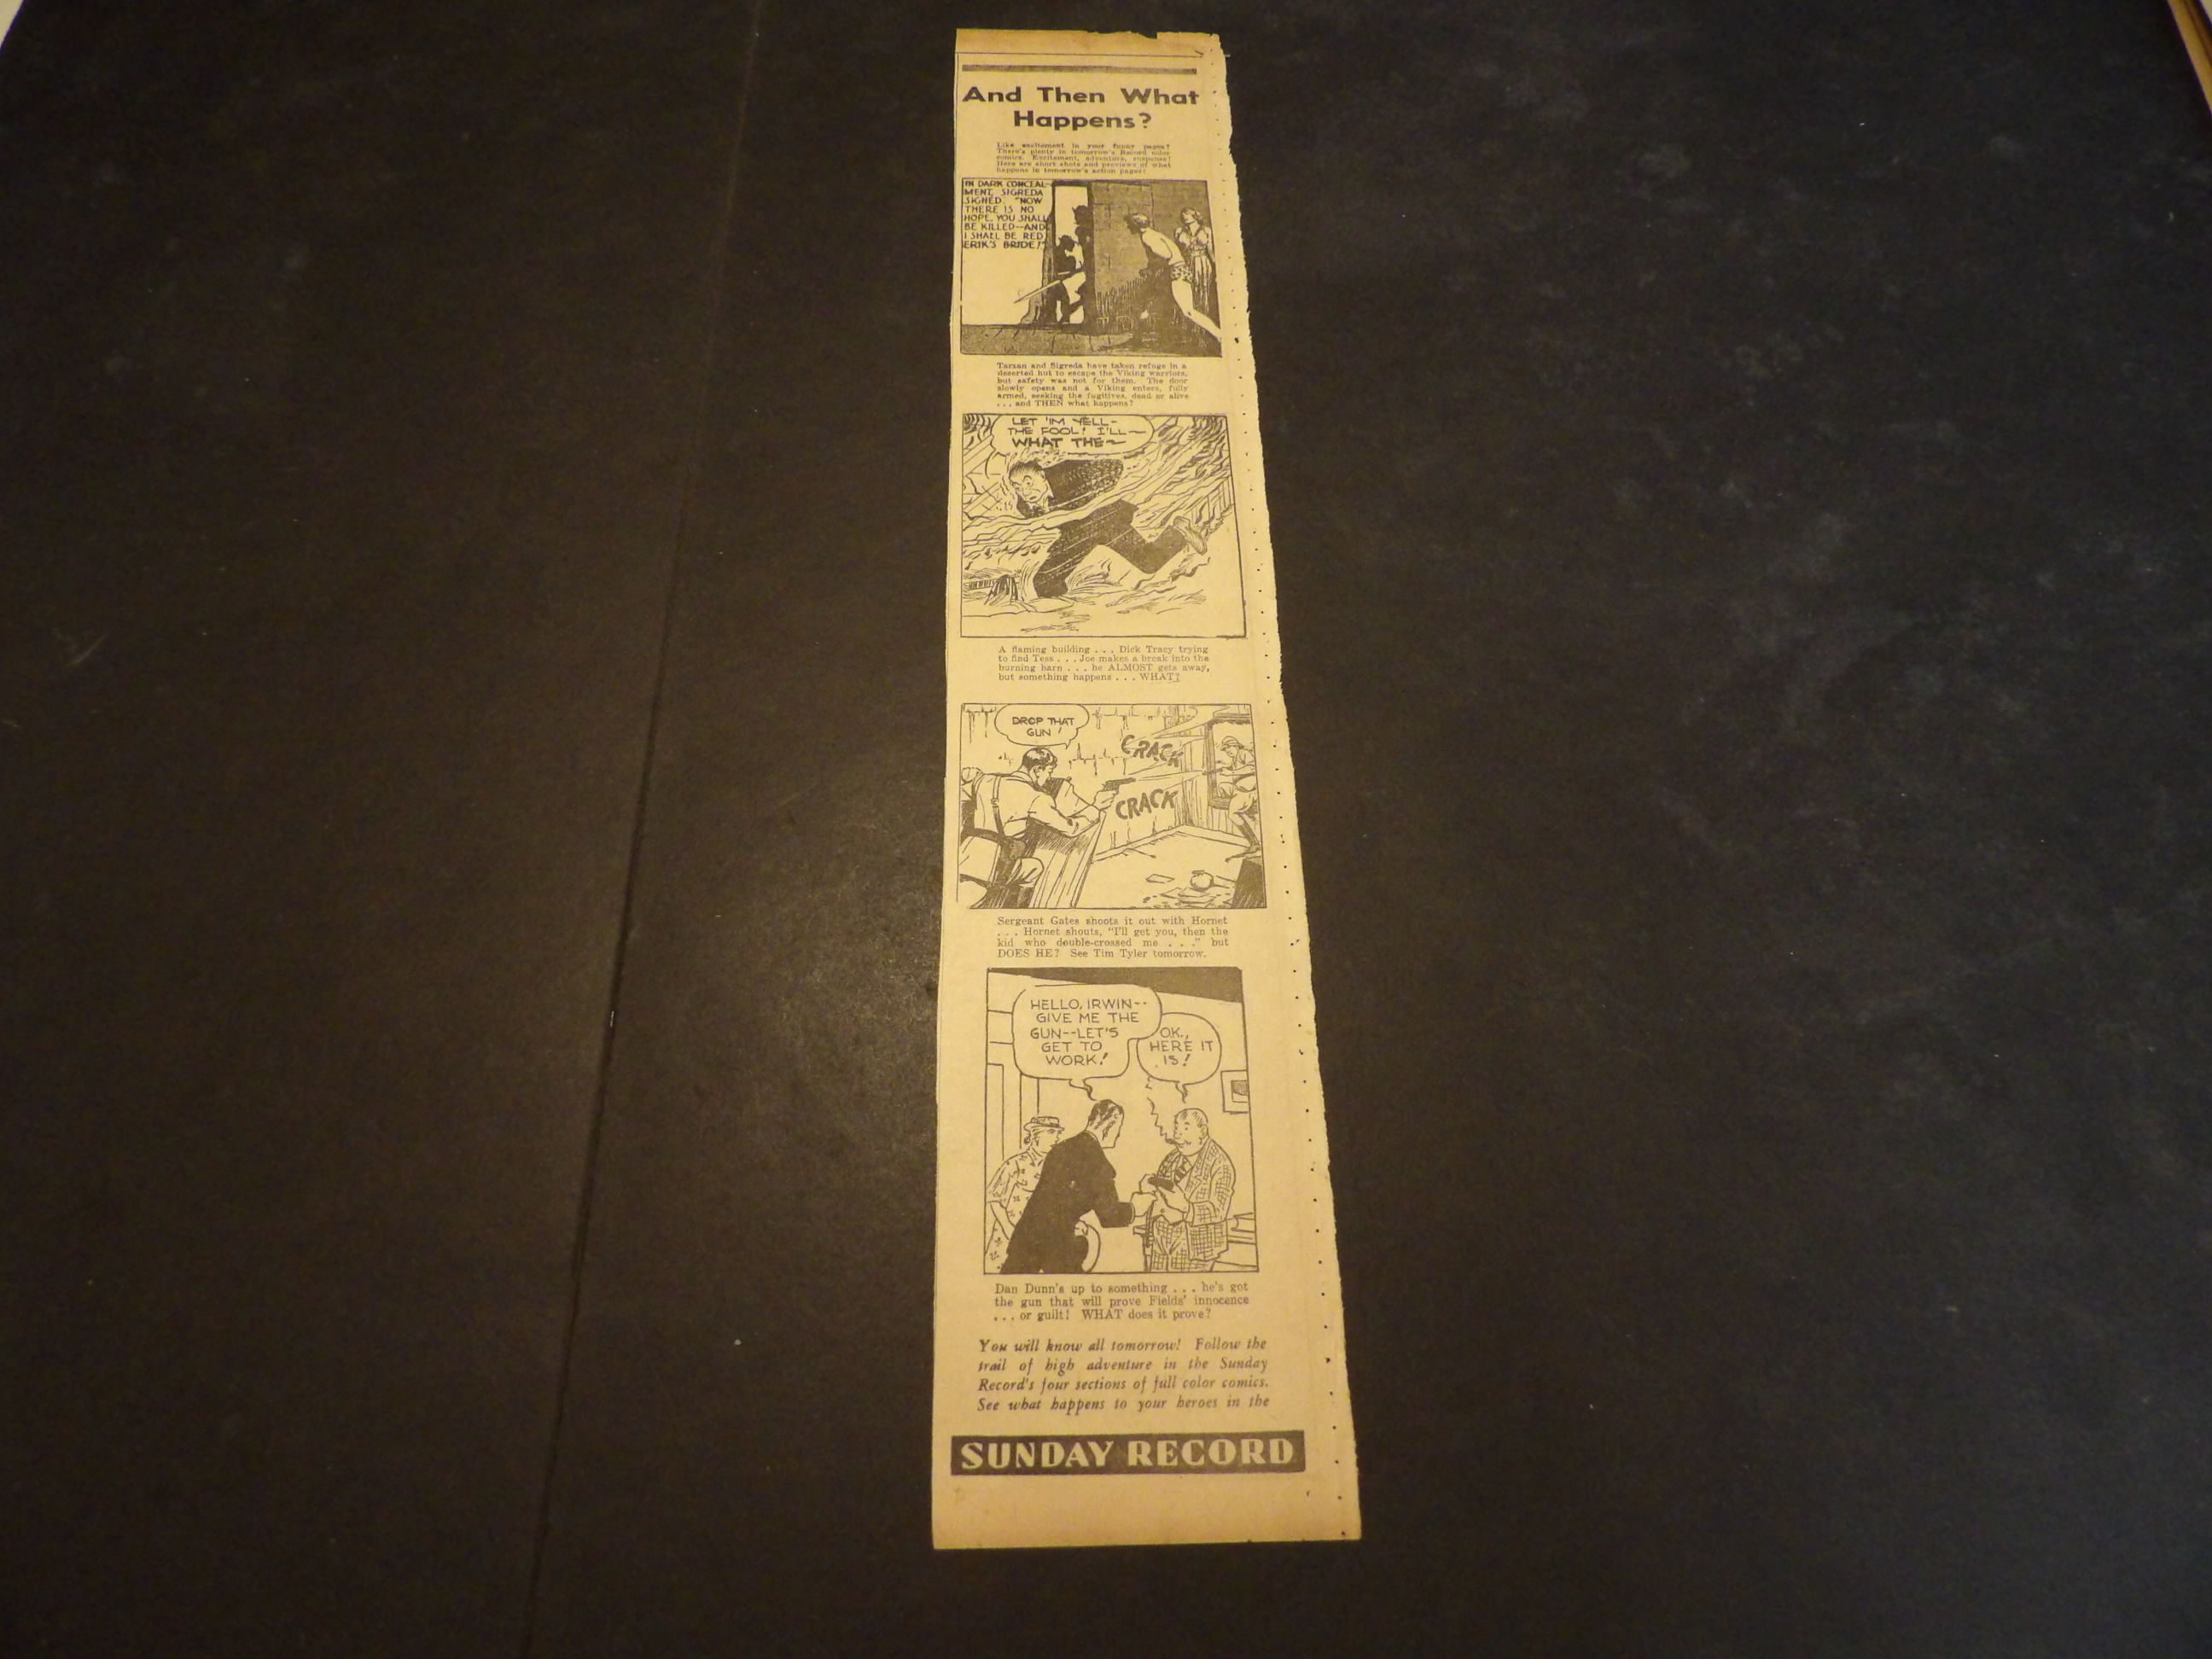 And Then What
Happens?
Like excitement in your funny pages?
There's plenty in tomorrow's Record color
comics. Excitement, adventure, suspense!
Here are short shots and previews of what
happens in tomorrow's action pages:
IN DARK CONCEAL-
MENT, SIGREDA
SIGHED. "NOW
THERE IS NO
HOPE. YOU SHALL
BE KILLED--AND
I SHALL BE RED
ERIK'S BRIDE!"
Tarzan and Sigreda have taken refuge in a
deserted hut to escape the Viking warriors,
but safety was not for them. The door
slowly opens and a Viking enters, fully
armed, seeking the fugitives, dead or alive
. . . and THEN what happens?
LET 'IM YELL-
THE FOOL! I'LL~
WHAT THE~
A flaming building . . . Dick Tracy trying
to find Tess . . . Joe makes a break into the
burning barn . . . he ALMOST gets away,
but something happens . . . WHAT?
DROP THAT
GUN!
CRACK
CRACK
Sergeant Gates shoots it out with Hornet
. . . Hornet shouts, "I'll get you, then the
kid who double-crossed me . . ." but
DOES HE? See Tim Tyler tomorrow.
HELLO, IRWIN--
GIVE ME THE
GUN--LET'S
GET TO
WORK!
O.K.,
HERE IT
IS!
Dan Dunn's up to something . . . he's got
the gun that will prove Fields' innocence
. . . or guilt! WHAT does it prove?
You will know all tomorrow! Follow the
trail of high adventure in the Sunday
Record's four sections of full color comics.
See what happens to your heroes in the
SUNDAY RECORD